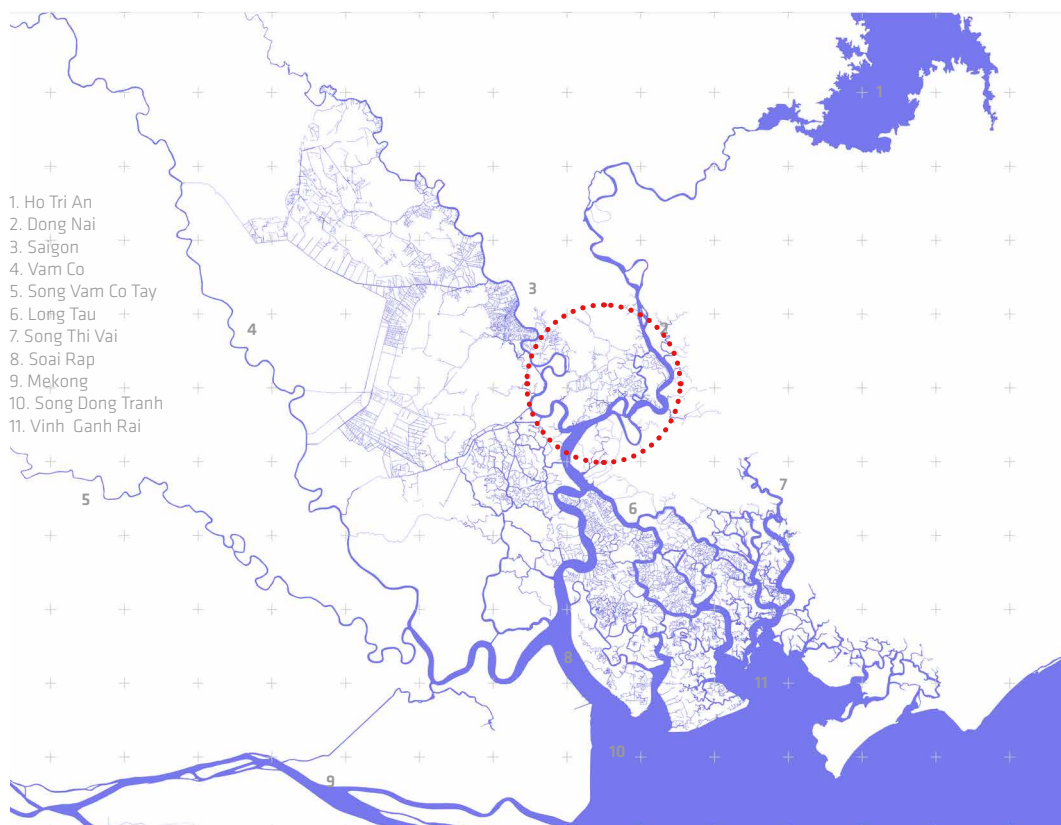 1
1. Ho Tri An
2. Dong Nai
3. Saigon
4. Vam Co
5. Song Vam Co Tay
6. Long Tau
7. Song Thi Vai
8. Soai Rap
9. Mekong
10. Song Dong Tranh
11. Vinh Ganh Rai
3
4
2
5
7
6
8
11
10
9